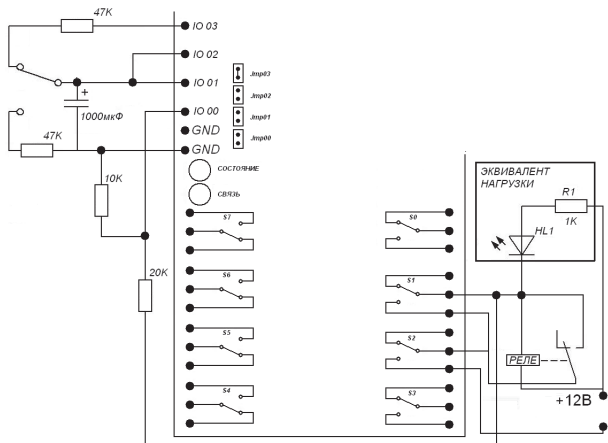 47K
IO 03
IO 02
IO 01
Jmp03
Jmp02
+
1000мкФ
IO 00
Jmp01
GND
Jmp00
47K
GND
СОСТОЯНИЕ
10K
СВЯЗЬ
ЭКВИВАЛЕНТ
НАГРУЗКИ
R1
1K
HL1
S7
S0
20K
S6
S1
S5
S2
РЕЛЕ
S4
S3
+12В